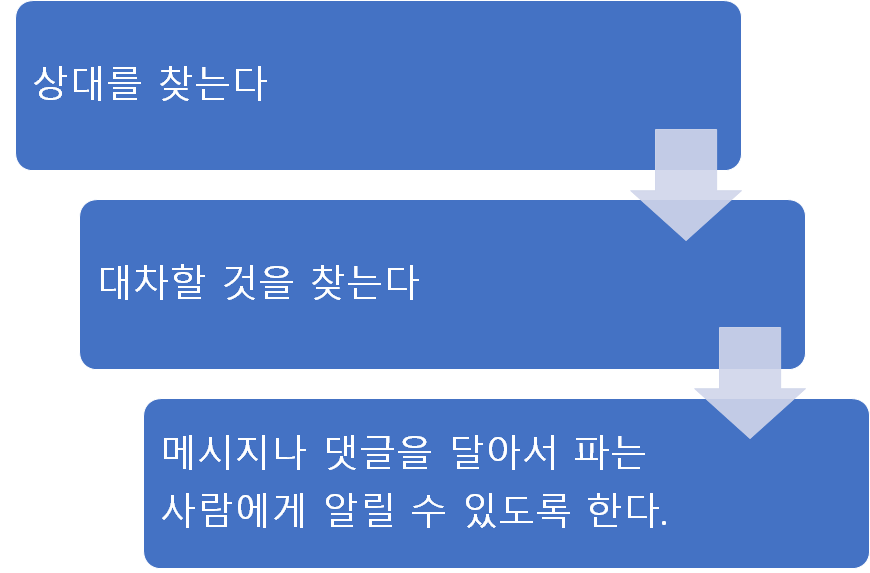 상대를 찾는다
대차할 것을 찾는다
메시지나 댓글을 달아서 파는
사람에게 알릴 수 있도록 한다.